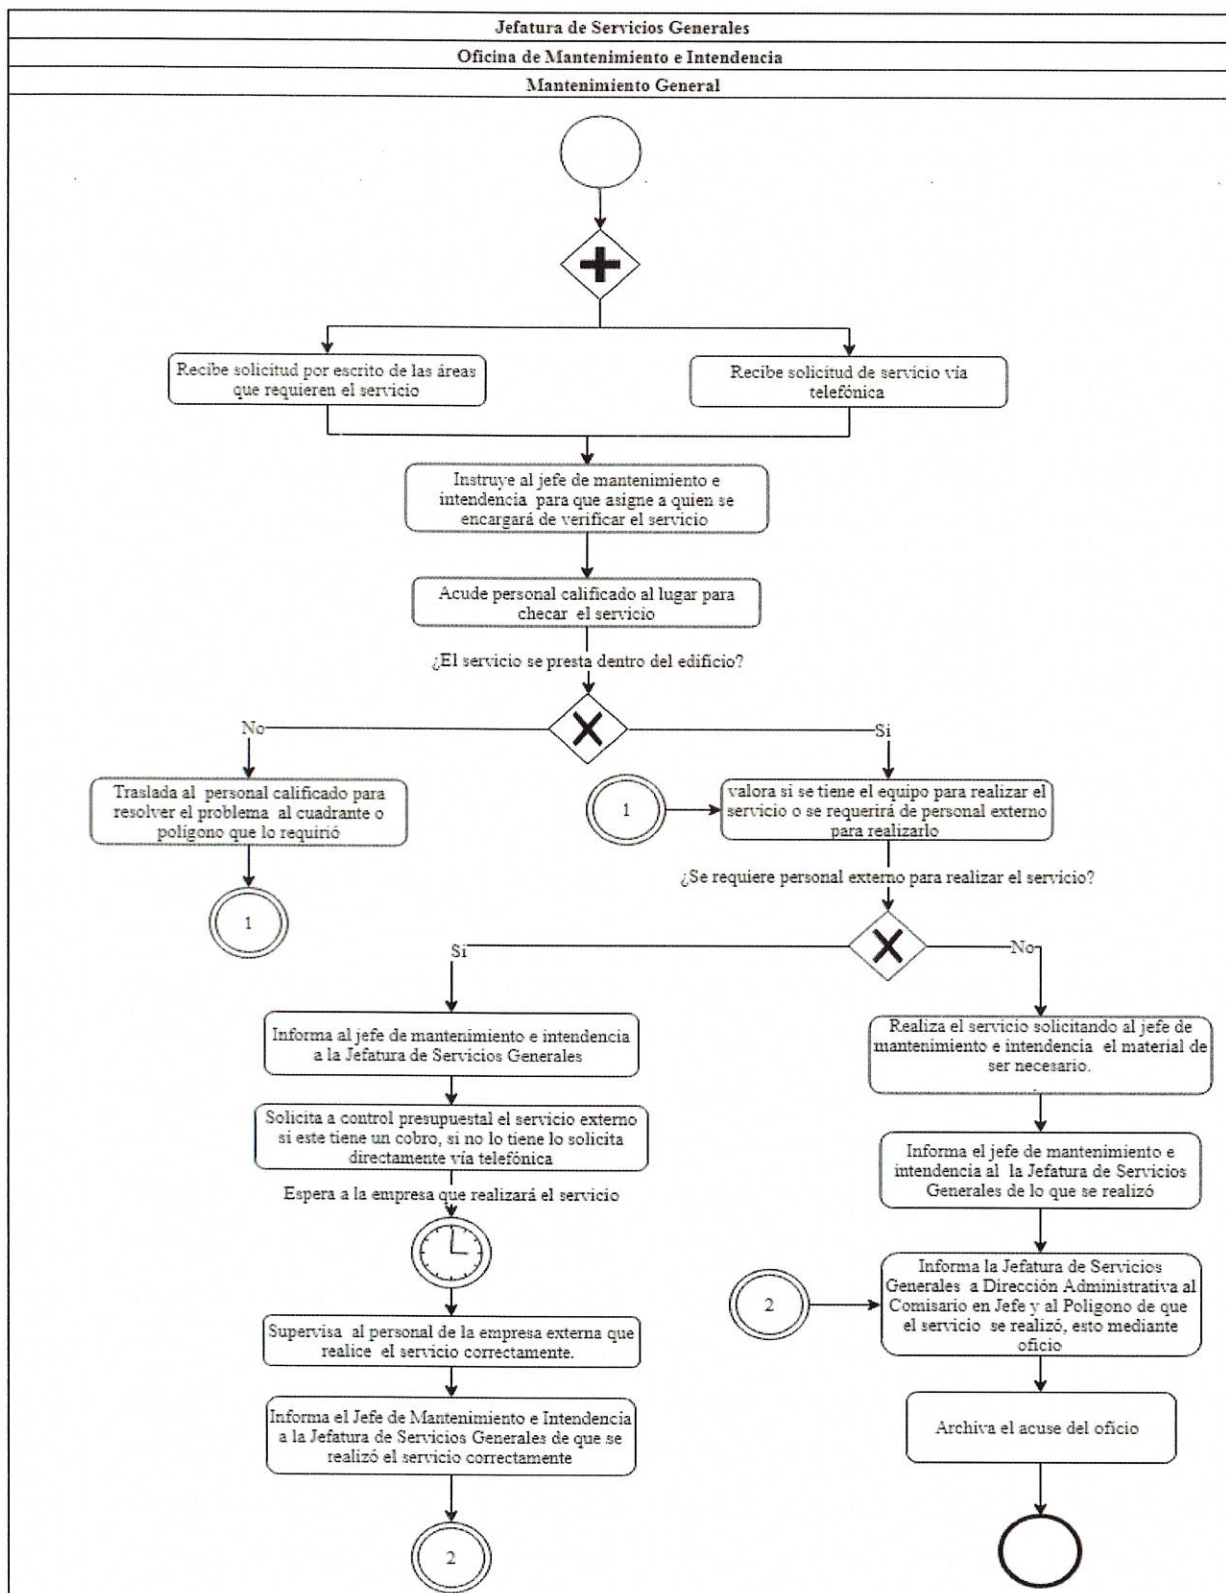 Jefatura de Servicios Generales
Oficina de Mantenimiento e Intendencia
Mantenimiento General
Recibe solicitud por escrito de las áreas
que requieren el servicio
Recibe solicitud de servicio vía
telefónica
Instruye al jefe de mantenimiento e
intendencia para que asigne a quien se
encargará de verificar el servicio
Acude personal calificado al lugar para
checar el servicio
¿El servicio se presta dentro del edificio?
No
Si
Traslada al personal calificado para
resolver el problema al cuadrante o
polígono que lo requirió
1
1
valora si se tiene el equipo para realizar el
servicio o se requerirá de personal externo
para realizarlo
¿Se requiere personal externo para realizar el servicio?
Si
No
Informa al jefe de mantenimiento e intendencia
a la Jefatura de Servicios Generales
Solicita a control presupuestal el servicio externo
si este tiene un cobro, si no lo tiene lo solicita
directamente vía telefónica
Espera a la empresa que realizará el servicio
Supervisa al personal de la empresa externa que
realice el servicio correctamente.
Informa el Jefe de Mantenimiento e Intendencia
a la Jefatura de Servicios Generales de que se
realizó el servicio correctamente
2
Realiza el servicio solicitando al jefe de
mantenimiento e intendencia el material de
ser necesario.
Informa el jefe de mantenimiento e
intendencia al la Jefatura de Servicios
Generales de lo que se realizó
2
Informa la Jefatura de Servicios
Generales a Dirección Administrativa al
Comisario en Jefe y al Poligono de que
el servicio se realizó, esto mediante
oficio
Archiva el acuse del oficio